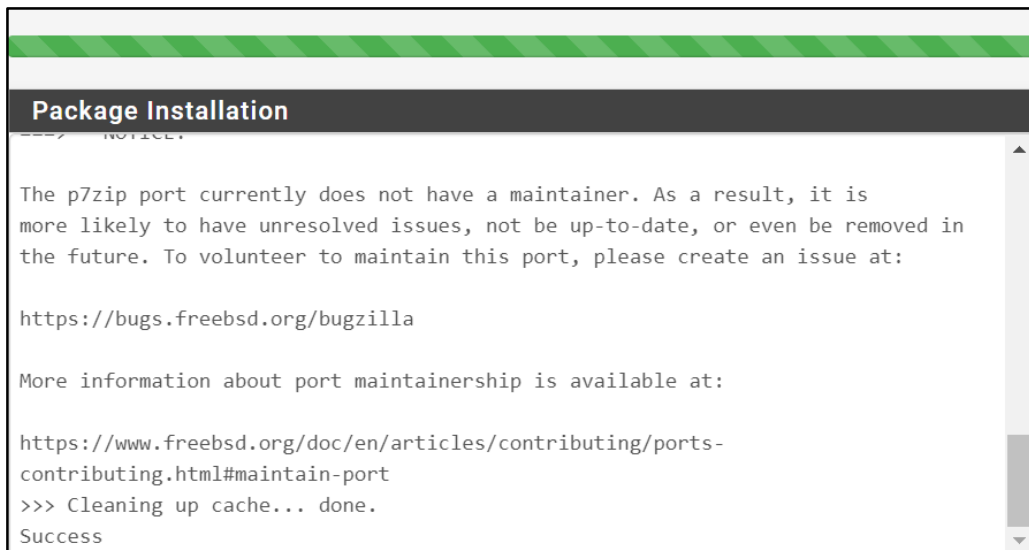 Package Installation
===> NOTICE:
The p7zip port currently does not have a maintainer. As a result, it is
more likely to have unresolved issues, not be up-to-date, or even be removed in
the future. To volunteer to maintain this port, please create an issue at:
https://bugs.freebsd.org/bugzilla
More information about port maintainership is available at:
https://www.freebsd.org/doc/en/articles/contributing/ports-
contributing.html#maintain-port
>>> Cleaning up cache... done.
Success